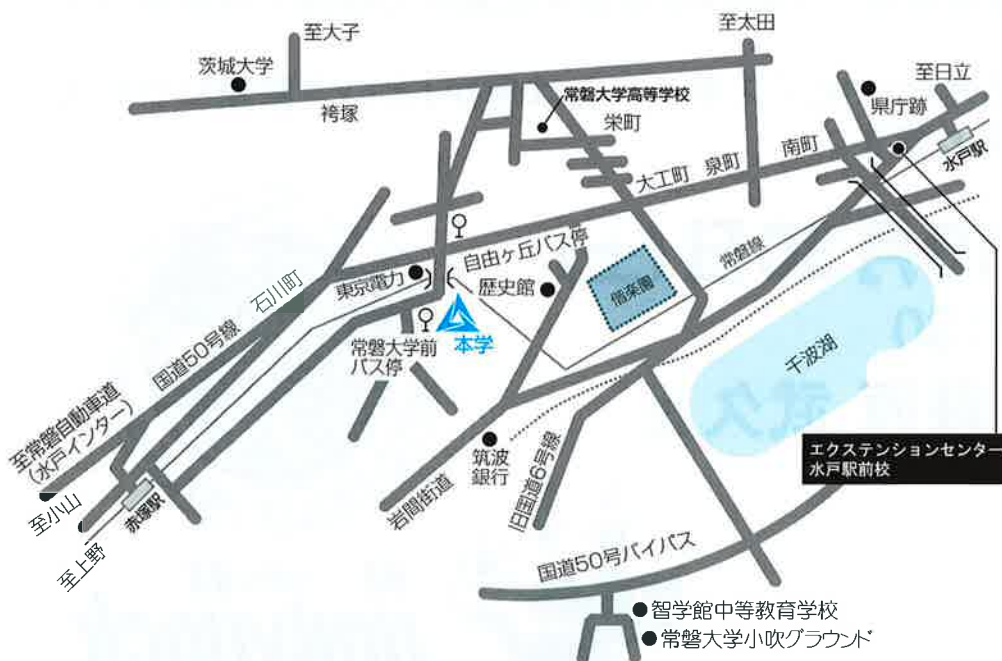 至大子
至太田
茨城大学
至日立
常磐大学高等学校
県庁跡
袴塚
栄町
南町
水戸駅
泉町
大工町
常磐線
自由ヶ丘バス停
東京電力
歴史館
偕楽園
石川町
本学
常磐大学前
バス停
国道50号線
千波湖
至常磐自動車道
(水戸インター)
エクステンションセンター
水戸駅前校
筑波
銀行
赤塚駅
至小山
岩間街道
旧国道6号線
至上野
国道50号バイパス
智学館中等教育学校
常磐大学小吹グラウンド